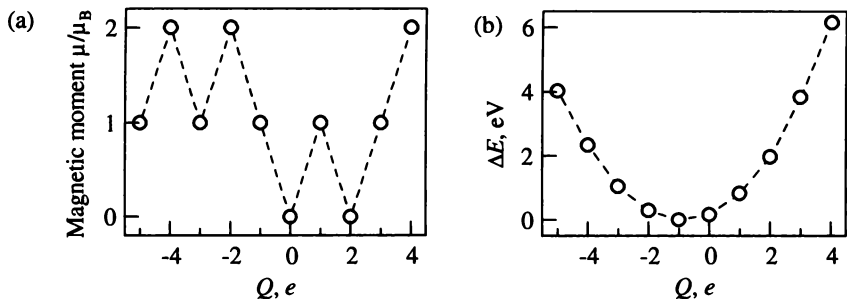 (a)
Magnetic moment μ/μ_B
2
1
0
-4 -2 0 2 4
Q, e
(b)
ΔE, eV
6
4
2
0
-4 -2 0 2 4
Q, e